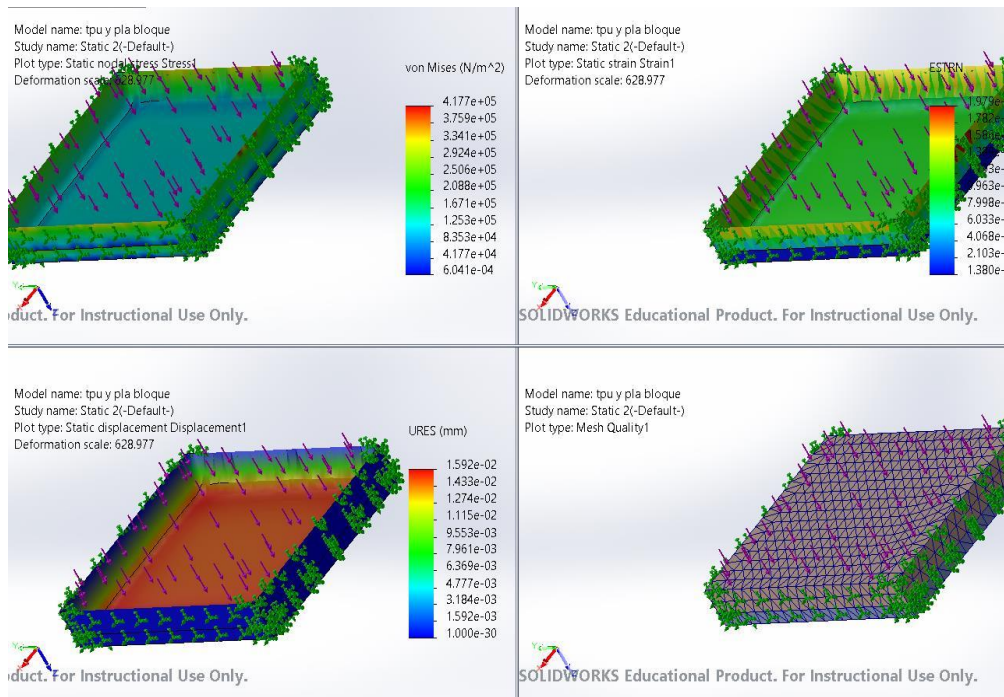 Model name: tpu y pla bloque
Study name: Static 2(-Default-)
Plot type: Static nodal stress Stress1
Deformation scale: 628.977
von Mises (N/m^2)
4.177e+05
3.759e+05
3.341e+05
2.924e+05
2.506e+05
2.088e+05
1.671e+05
1.253e+05
8.353e+04
4.177e+04
6.041e-04
oduct. For Instructional Use Only.
Model name: tpu y pla bloque
Study name: Static 2(-Default-)
Plot type: Static strain Strain1
Deformation scale: 628.977
ESTRN
1.979e
1.782e
7.998e-
6.033e-
4.068e-
2.103e-
1.380e-
SOLIDWORKS Educational Product. For Instructional Use Only.
Model name: tpu y pla bloque
Study name: Static 2(-Default-)
Plot type: Static displacement Displacement1
Deformation scale: 628.977
URES (mm)
1.592e-02
1.433e-02
1.274e-02
1.115e-02
9.553e-03
7.961e-03
6.369e-03
4.777e-03
3.184e-03
1.592e-03
1.000e-30
oduct. For Instructional Use Only.
Model name: tpu y pla bloque
Study name: Static 2(-Default-)
Plot type: Mesh Quality1
SOLIDWORKS Educational Product. For Instructional Use Only.